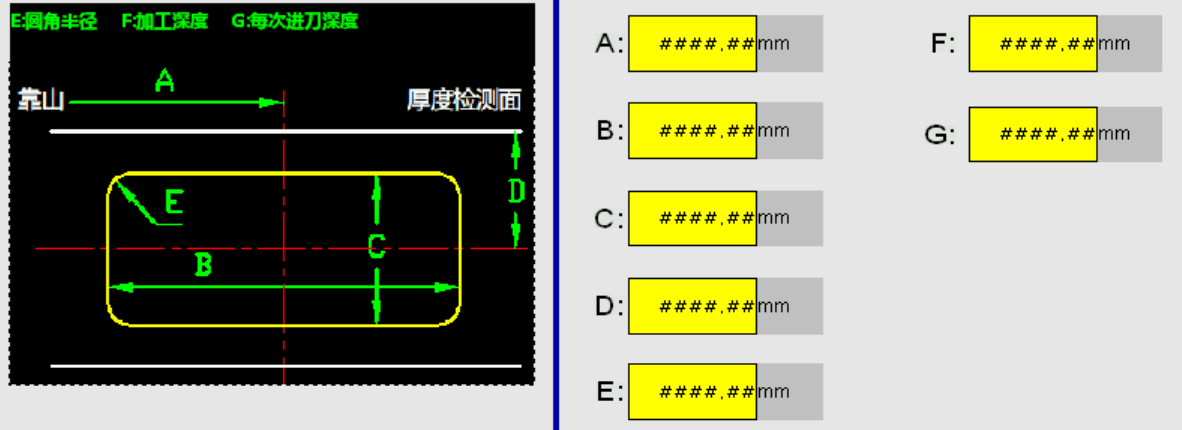 E:圆角半径 F:加工深度 G:每次进刀深度
靠山 A 厚度检测面
D
E
C
B
A: ####.##mm F: ####.##mm
B: ####.##mm G: ####.##mm
C: ####.##mm
D: ####.##mm
E: ####.##mm